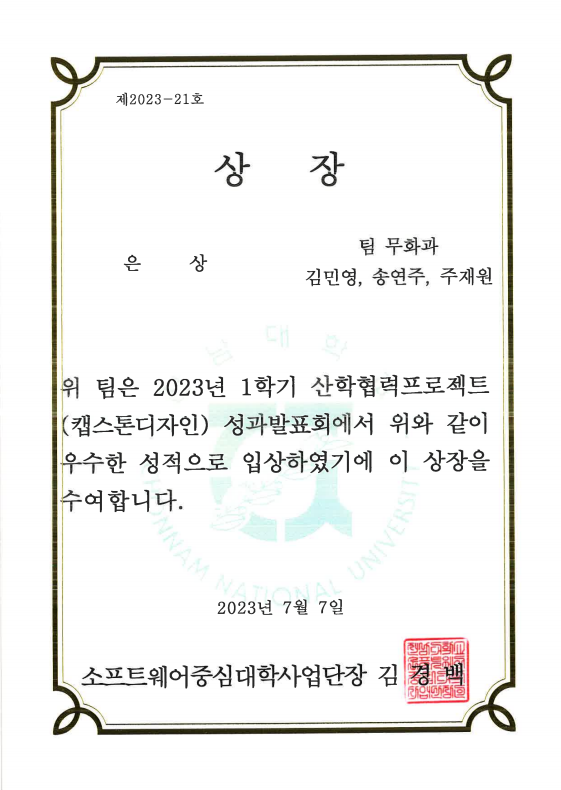 제2023-21호
상 장
은 상
팀 무화과
김민영, 송연주, 주재원
위 팀은 2023년 1학기 산학협력프로젝트
(캡스톤디자인) 성과발표회에서 위와 같이
우수한 성적으로 입상하였기에 이 상장을
수여합니다.
남대학
NNAM NATIONAL UNIVERSITY
2023년 7월 7일
소프트웨어중심대학사업단장 김 경 백